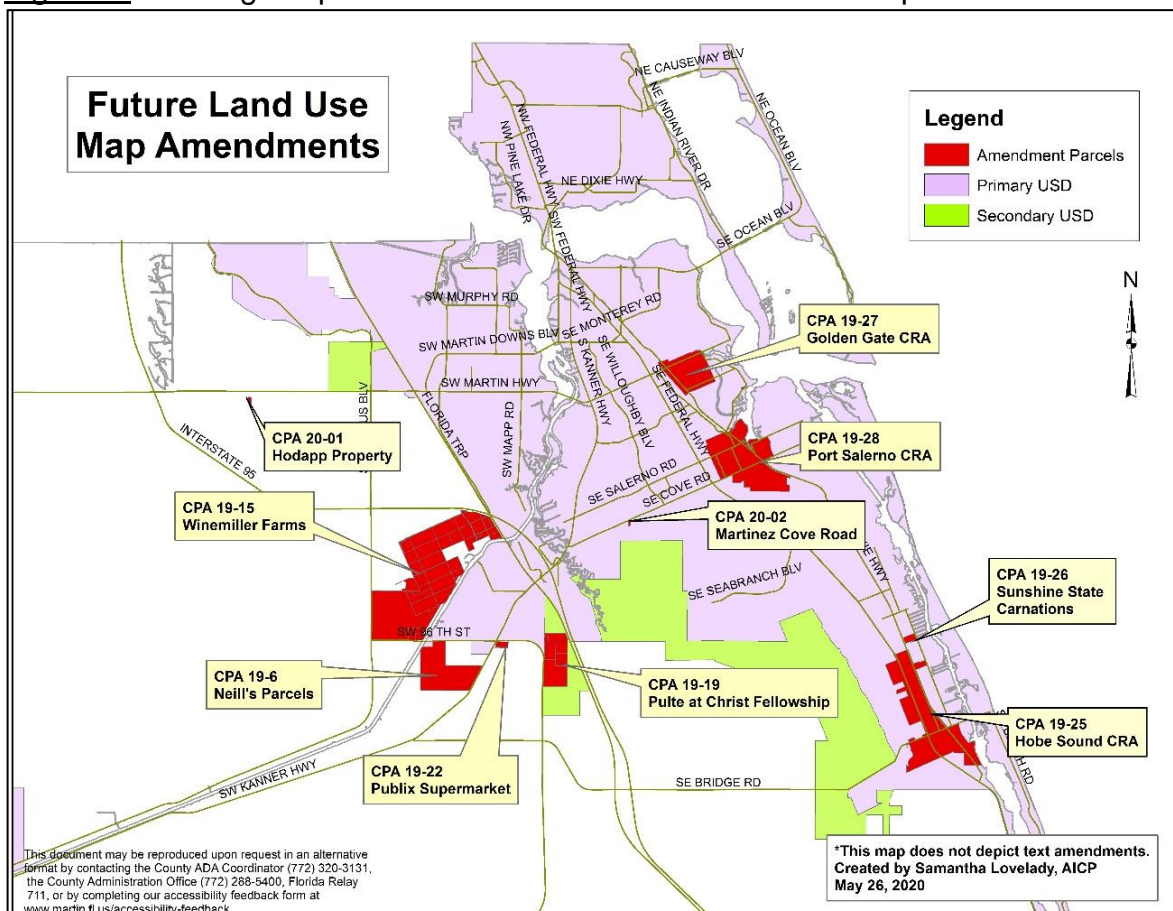 Future Land Use
Map Amendments
Legend
Amendment Parcels
Primary USD
Secondary USD
N
NE CAUSEWAY BLV
NE OCEAN BLV
NE INDIAN RIVER DR
NW FEDERAL HWY
NW PINE LAKE DR
NE DIXIE HWY
SW FEDERAL HWY
SE OCEAN BLV
SW MURPHY RD
SE MONTEREY RD
SW MARTIN DOWNS BLV
SW MARTIN HWY
S KANNER HWY
SE WILLOUGHBY BLV
SE FEDERAL HWY
FLORIDA TRP
SW MAPP RD
INTERSTATE 95
US BLV
SE SALERNO RD
SE COVE RD
SE SEABRANCH BLV
HWY
SW 96 TH ST
SW KANNER HWY
SE BRIDGE RD
RD
CPA 19-27
Golden Gate CRA
CPA 19-28
Port Salerno CRA
CPA 20-01
Hodapp Property
CPA 19-15
Winemiller Farms
CPA 20-02
Martinez Cove Road
CPA 19-26
Sunshine State
Carnations
CPA 19-6
Neill's Parcels
CPA 19-19
Pulte at Christ Fellowship
CPA 19-25
Hobe Sound CRA
CPA 19-22
Publix Supermarket
This document may be reproduced upon request in an alternative
format by contacting the County ADA Coordinator (772) 320-3131,
the County Administration Office (772) 288-5400, Florida Relay
711, or by completing our accessibility feedback form at
www.martin.fl.us/accessibility-feedback
*This map does not depict text amendments.
Created by Samantha Lovelady, AICP
May 26, 2020